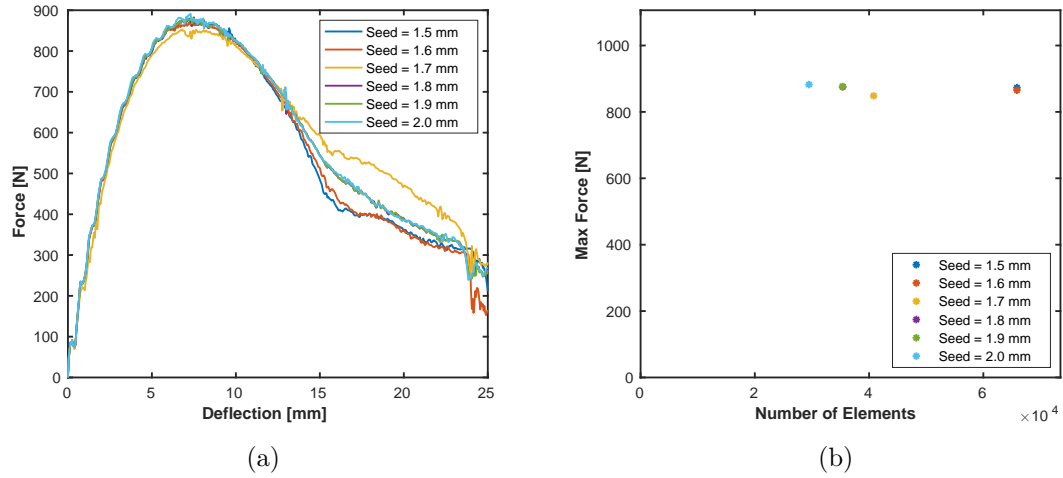 900
800
700
600
500
400
300
200
100
0
0 5 10 15 20 25
Force [N]
Deflection [mm]
Seed = 1.5 mm
Seed = 1.6 mm
Seed = 1.7 mm
Seed = 1.8 mm
Seed = 1.9 mm
Seed = 2.0 mm
(a)
1000
800
600
400
200
0
0 2 4 6
× 10^4
Max Force [N]
Number of Elements
Seed = 1.5 mm
Seed = 1.6 mm
Seed = 1.7 mm
Seed = 1.8 mm
Seed = 1.9 mm
Seed = 2.0 mm
(b)